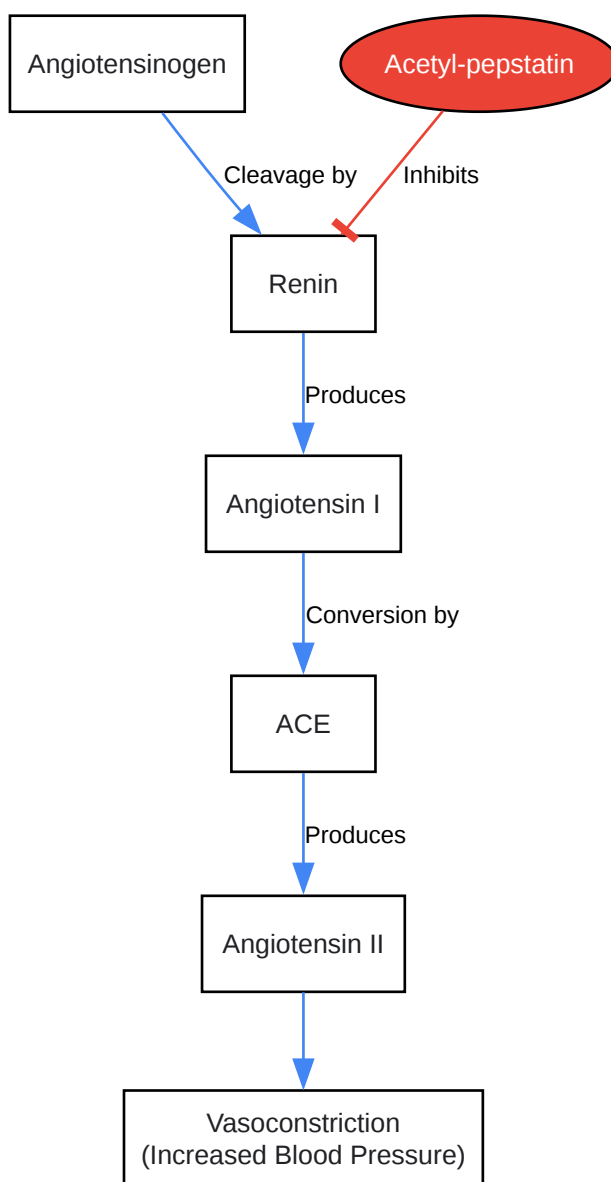 Angiotensinogen
Acetyl-pepstatin
Cleavage by
Inhibits
Renin
Produces
Angiotensin I
Conversion by
ACE
Produces
Angiotensin II
Vasoconstriction
(Increased Blood Pressure)